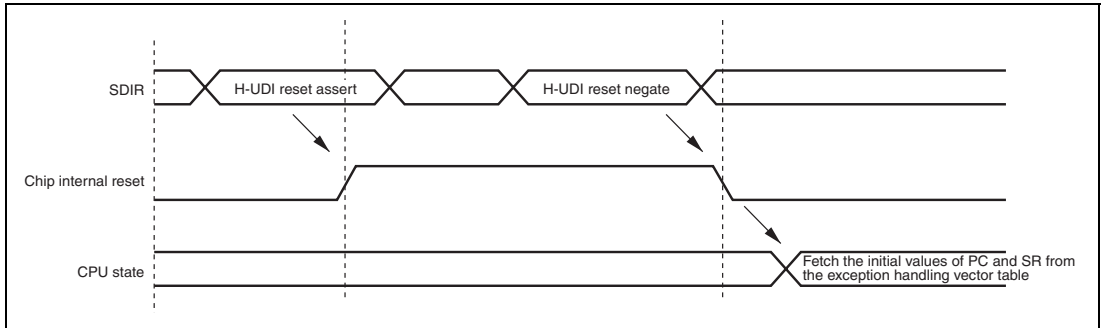 SDIR
H-UDI reset assert
H-UDI reset negate
Chip internal reset
CPU state
Fetch the initial values of PC and SR from
the exception handling vector table